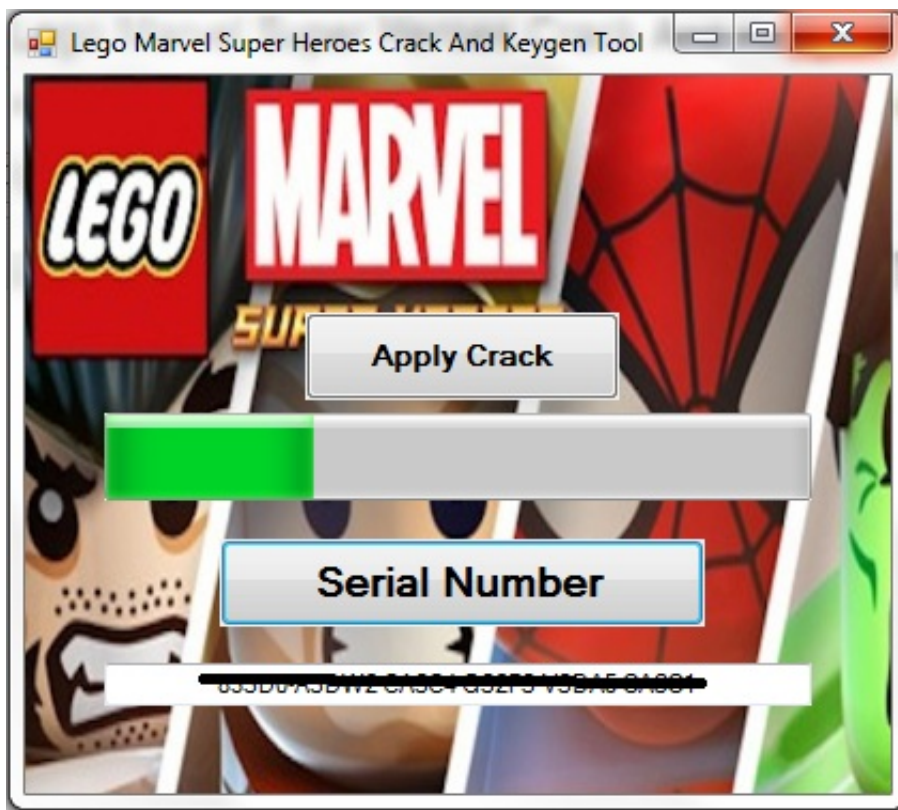 Lego Marvel Super Heroes Crack And Keygen Tool
LEGO
MARVEL
Apply Crack
Serial Number